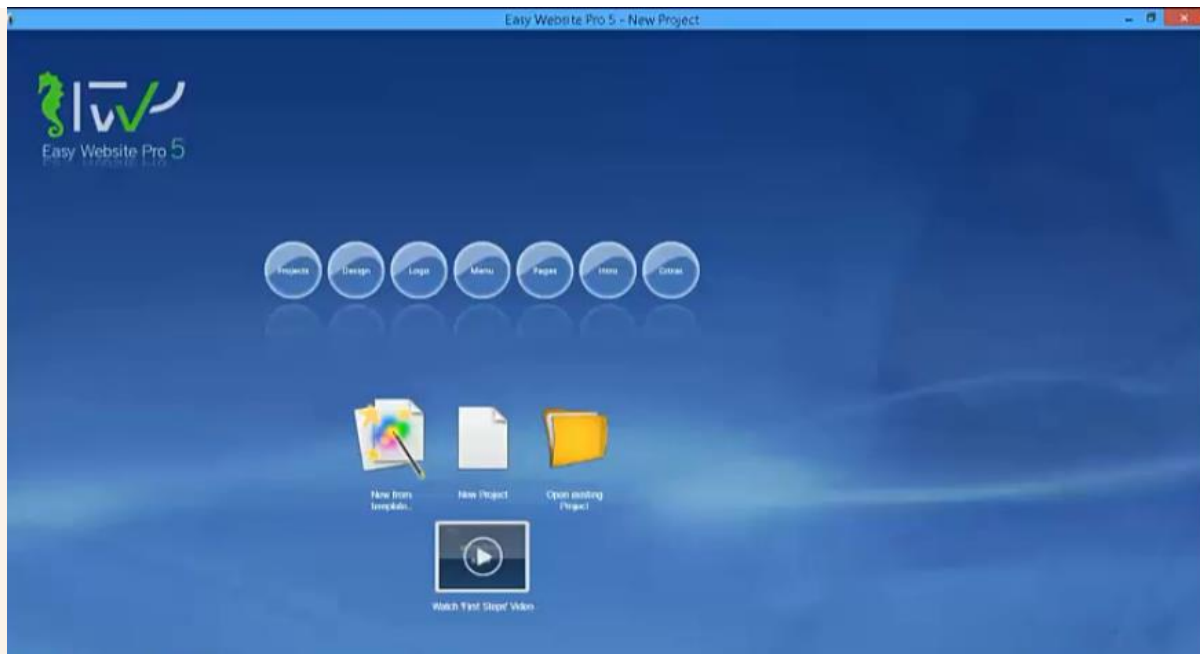 Easy Website Pro 5 - New Project
Easy Website Pro 5
Projects
Design
Logo
Menu
Pages
Intro
Extras
New from
template..
New Project
Open existing
Project
Watch 'First Steps' Video